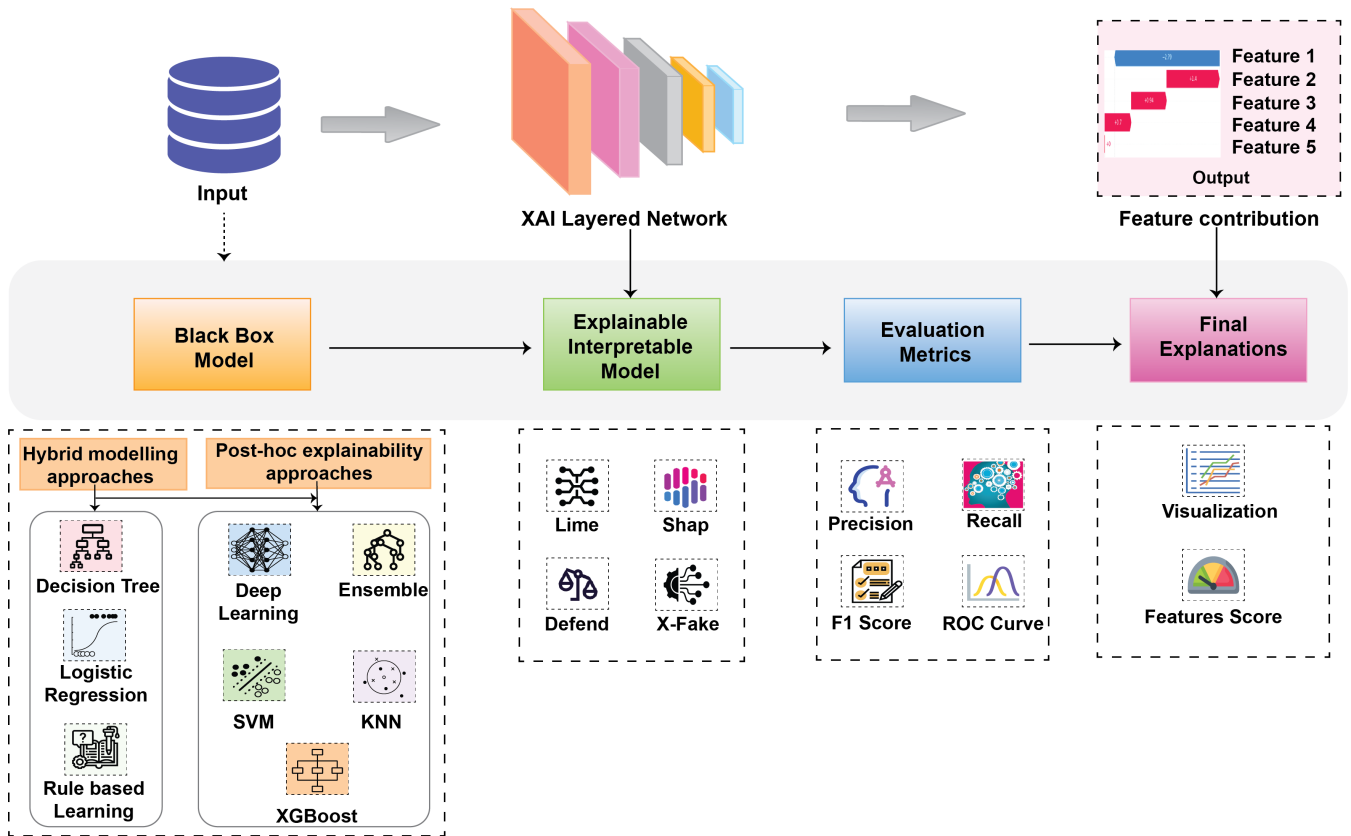 Feature 1
Feature 2
Feature 3
Feature 4
Feature 5
Output
Input
XAI Layered Network
Feature contribution
Black Box
Model
Explainable
Interpretable
Model
Evaluation
Metrics
Final
Explanations
Hybrid modelling
approaches
Post-hoc explainability
approaches
Decision Tree
Logistic
Regression
Rule based
Learning
Deep
Learning
Ensemble
SVM
KNN
XGBoost
Lime
Shap
Defend
X-Fake
Precision
Recall
F1 Score
ROC Curve
Visualization
Features Score